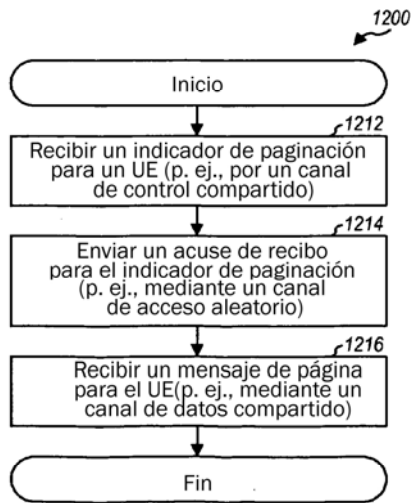 1200
Inicio
1212
Recibir un indicador de paginación
para un UE (p. ej., por un canal
de control compartido)
1214
Enviar un acuse de recibo
para el indicador de paginación
(p. ej., mediante un canal
de acceso aleatorio)
1216
Recibir un mensaje de página
para el UE(p. ej., mediante un
canal de datos compartido)
Fin